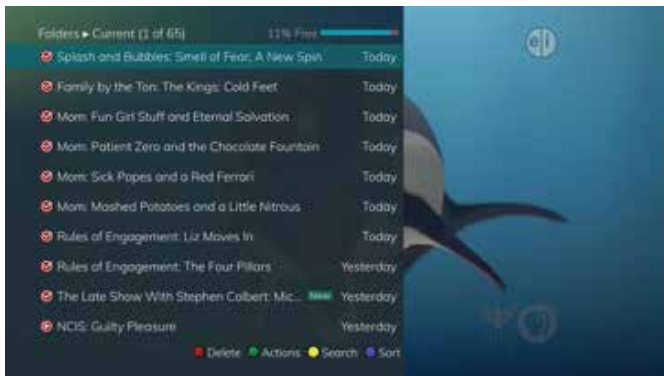 Folders ▸ Current (1 of 65) 11% Free
Splash and Bubbles: Smell of Fear; A New Spin Today
Family by the Ton: The Kings: Cold Feet Today
Mom: Fun Girl Stuff and Eternal Salvation Today
Mom: Patient Zero and the Chocolate Fountain Today
Mom: Sick Popes and a Red Ferrari Today
Mom: Mashed Potatoes and a Little Nitrous Today
Rules of Engagement: Liz Moves In Today
Rules of Engagement: The Four Pillars Yesterday
The Late Show With Stephen Colbert: Mic... New Yesterday
NCIS: Guilty Pleasure Yesterday
Delete Actions Search Sort
e/i